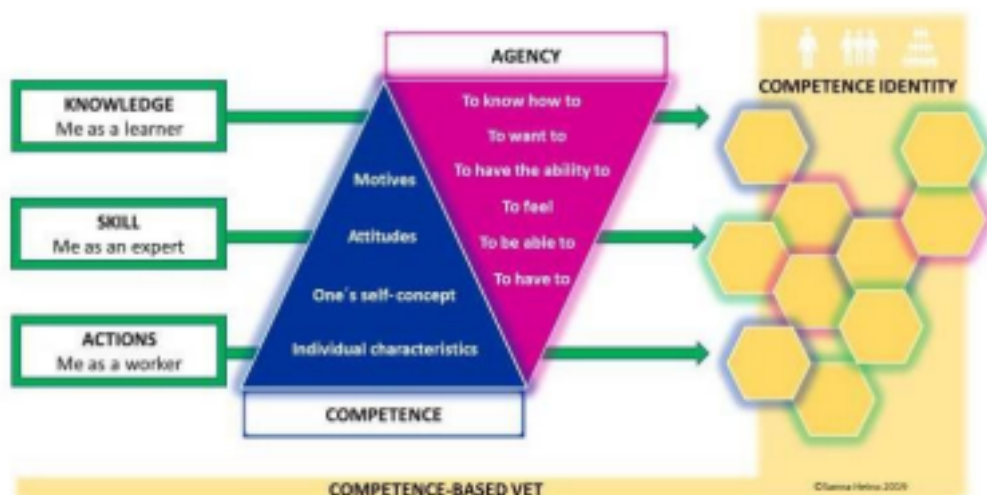 AGENCY
COMPETENCE IDENTITY
KNOWLEDGE
Me as a learner
SKILL
Me as an expert
ACTIONS
Me as a worker
Motives
Attitudes
One´s self-concept
Individual characteristics
To know how to
To want to
To have the ability to
To feel
To be able to
To have to
COMPETENCE
COMPETENCE-BASED VET
2019